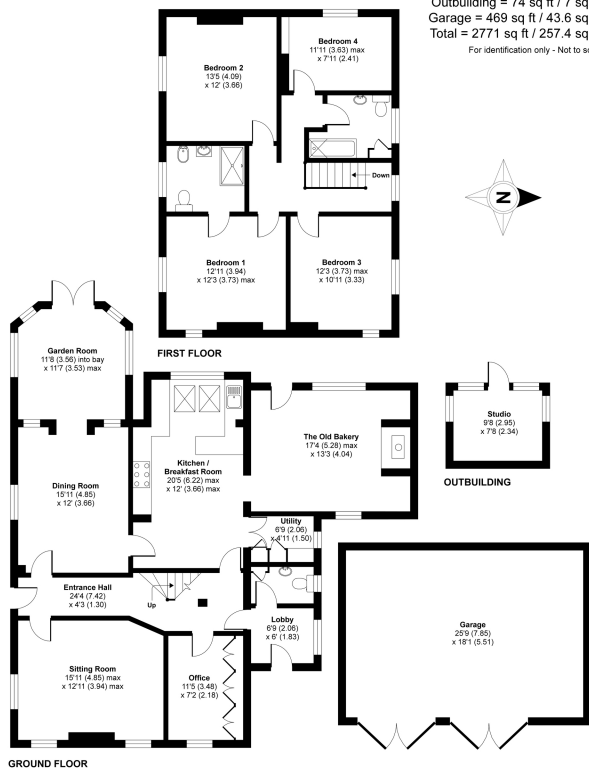 Outbuilding = 74 sq ft / 7 sq
Garage = 469 sq ft / 43.6 sq
Total = 2771 sq ft / 257.4 sq
For identification only - Not to
Bedroom 4
11'11 (3.63) max
x 7'11 (2.41)
Bedroom 2
13'5 (4.09)
x 12' (3.66)
Down
N
Bedroom 1
12'11 (3.94)
x 12'3 (3.73) max
Bedroom 3
12'3 (3.73) max
x 10'11 (3.33)
FIRST FLOOR
Garden Room
11'8 (3.56) into bay
x 11'7 (3.53) max
Studio
9'8 (2.95)
x 7'8 (2.34)
OUTBUILDING
The Old Bakery
17'4 (5.28) max
x 13'3 (4.04)
Kitchen /
Breakfast Room
20'5 (6.22) max
x 12' (3.66) max
Dining Room
15'11 (4.85)
x 12' (3.66)
Utility
6'9 (2.06)
x 4'11 (1.50)
Entrance Hall
24'4 (7.42)
x 4'3 (1.30)
Up
Lobby
6'9 (2.06)
x 6' (1.83)
Garage
25'9 (7.85)
x 18'1 (5.51)
Sitting Room
15'11 (4.85) max
x 12'11 (3.94) max
Office
11'5 (3.48)
x 7'2 (2.18)
GROUND FLOOR